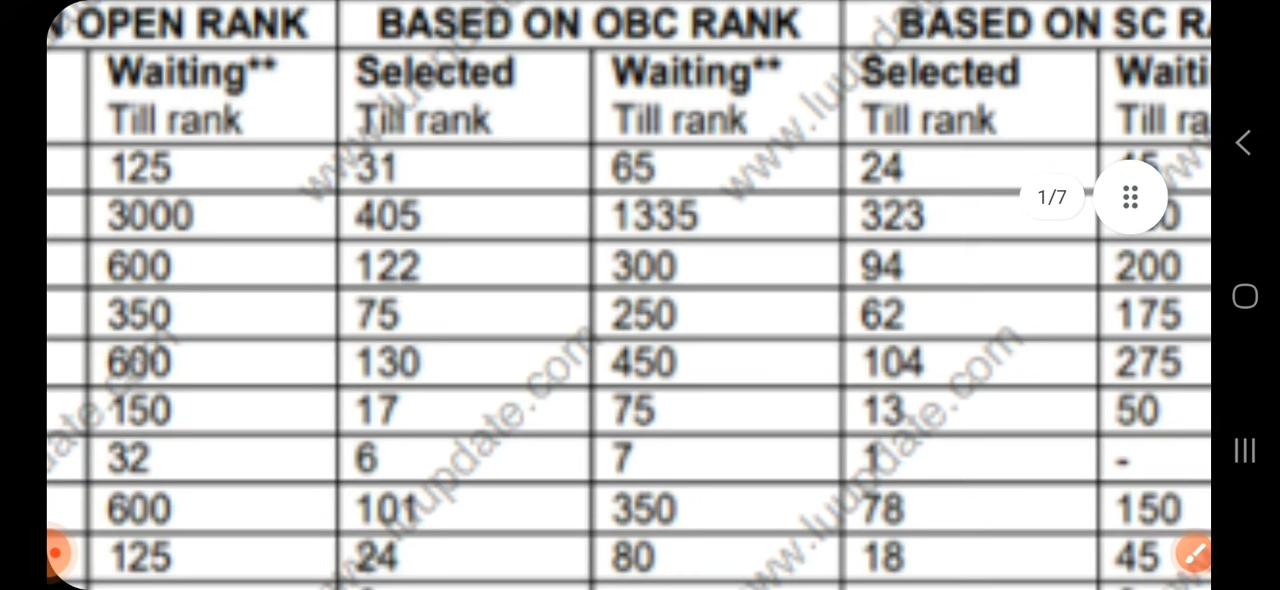 OPEN RANK BASED ON OBC RANK BASED ON SC
Waiting** Selected Waiting** Selected
Till rank Till rank Till rank Till rank Till
125 31 65 24
3000 405 1335 323
1/7
600 122 300 94 200
350 75 250 62 175
600 130 450 104 275
150 17 75 13 50
32 6 7 1 -
600 101 350 78 150
125 24 80 18 45
www.luupdate.com